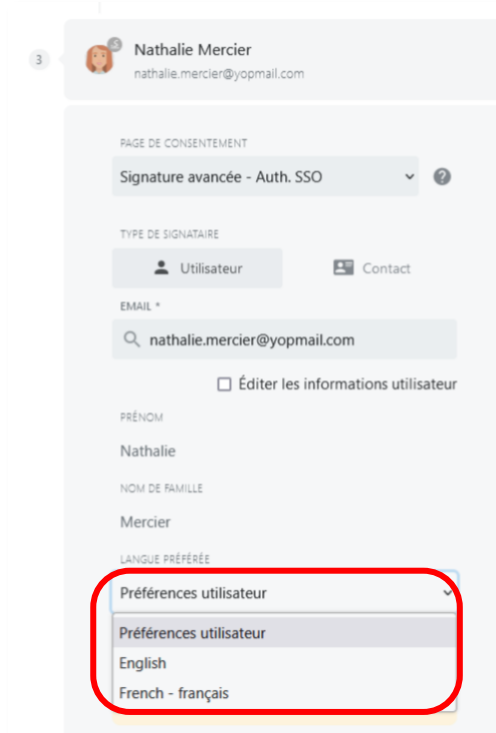 Nathalie Mercier
3
nathalie.mercier@yopmail.com
PAGE DE CONSENTEMENT
Signature avancée - Auth. SSO
TYPE DE SIGNATAIRE
Utilisateur Contact
EMAIL *
nathalie.mercier@yopmail.com
Éditer les informations utilisateur
PRÉNOM
Nathalie
NOM DE FAMILLE
Mercier
LANGUE PRÉFÉRÉE
Préférences utilisateur
Préférences utilisateur
English
French - français